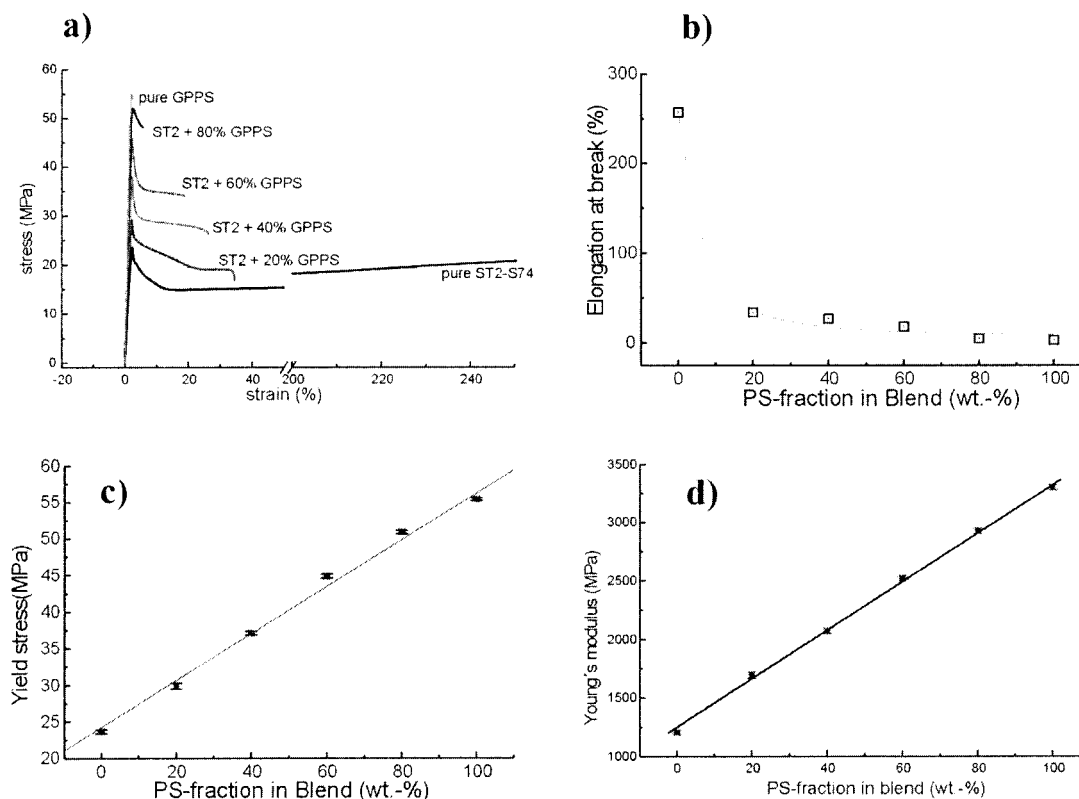 a)
60
50
40
30
20
10
0
stress (MPa)
pure GPPS
ST2 + 80% GPPS
ST2 + 60% GPPS
ST2 + 40% GPPS
ST2 + 20% GPPS
pure ST2-S74
-20 0 20 40 200 220 240
strain (%)
b)
300
200
100
0
Elongation at break (%)
0 20 40 60 80 100
PS-fraction in Blend (wt.-%)
c)
60
55
50
45
40
35
30
25
20
Yield stress(MPa)
0 20 40 60 80 100
PS-fraction in Blend (wt.-%)
d)
3500
3000
2500
2000
1500
1000
Young´s modulus (MPa)
0 20 40 60 80 100
PS-fraction in blend (wt.-%)